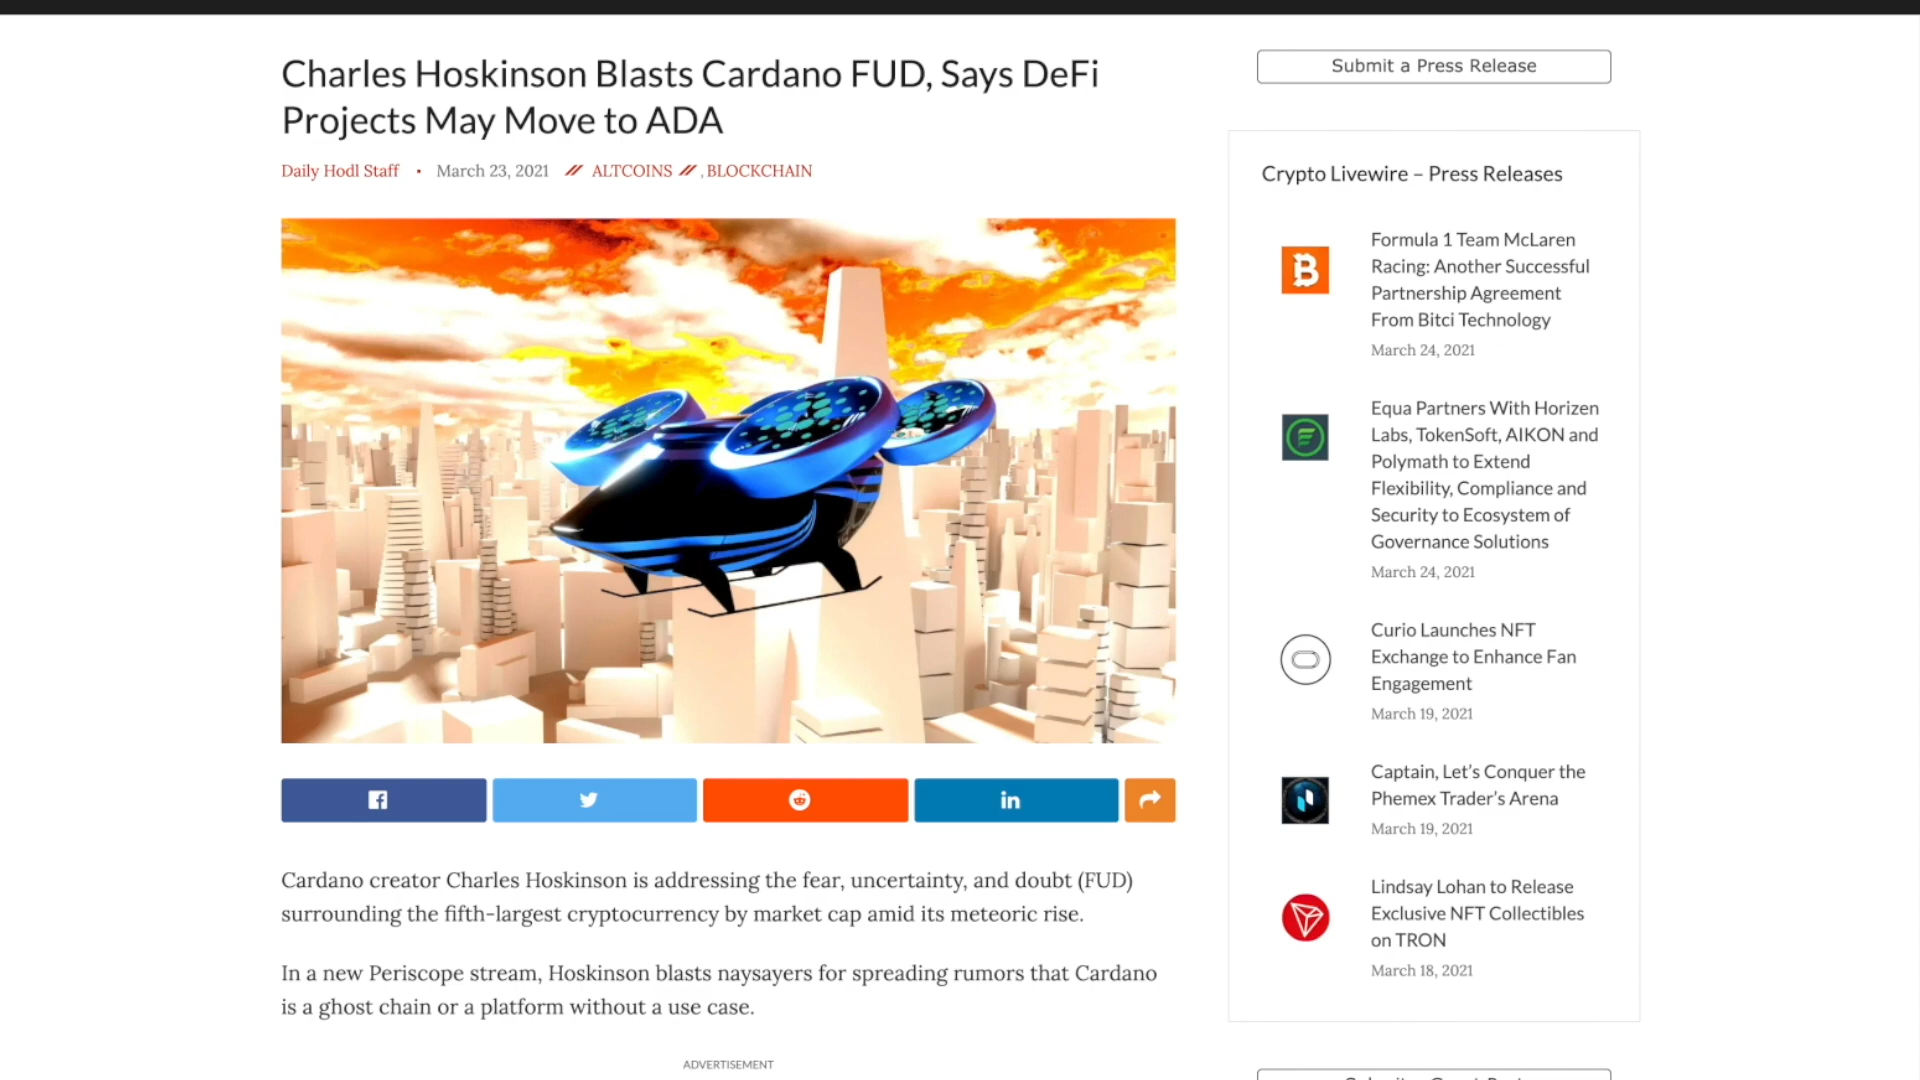 Charles Hoskinson Blasts Cardano FUD, Says DeFi
Projects May Move to ADA
Daily Hodl Staff • March 23, 2021 // ALTCOINS // , BLOCKCHAIN
Cardano creator Charles Hoskinson is addressing the fear, uncertainty, and doubt (FUD)
surrounding the fifth-largest cryptocurrency by market cap amid its meteoric rise.
In a new Periscope stream, Hoskinson blasts naysayers for spreading rumors that Cardano
is a ghost chain or a platform without a use case.
ADVERTISEMENT
Submit a Press Release
Crypto Livewire – Press Releases
Formula 1 Team McLaren
Racing: Another Successful
Partnership Agreement
From Bitci Technology
March 24, 2021
Equa Partners With Horizen
Labs, TokenSoft, AIKON and
Polymath to Extend
Flexibility, Compliance and
Security to Ecosystem of
Governance Solutions
March 24, 2021
Curio Launches NFT
Exchange to Enhance Fan
Engagement
March 19, 2021
Captain, Let's Conquer the
Phemex Trader's Arena
March 19, 2021
Lindsay Lohan to Release
Exclusive NFT Collectibles
on TRON
March 18, 2021